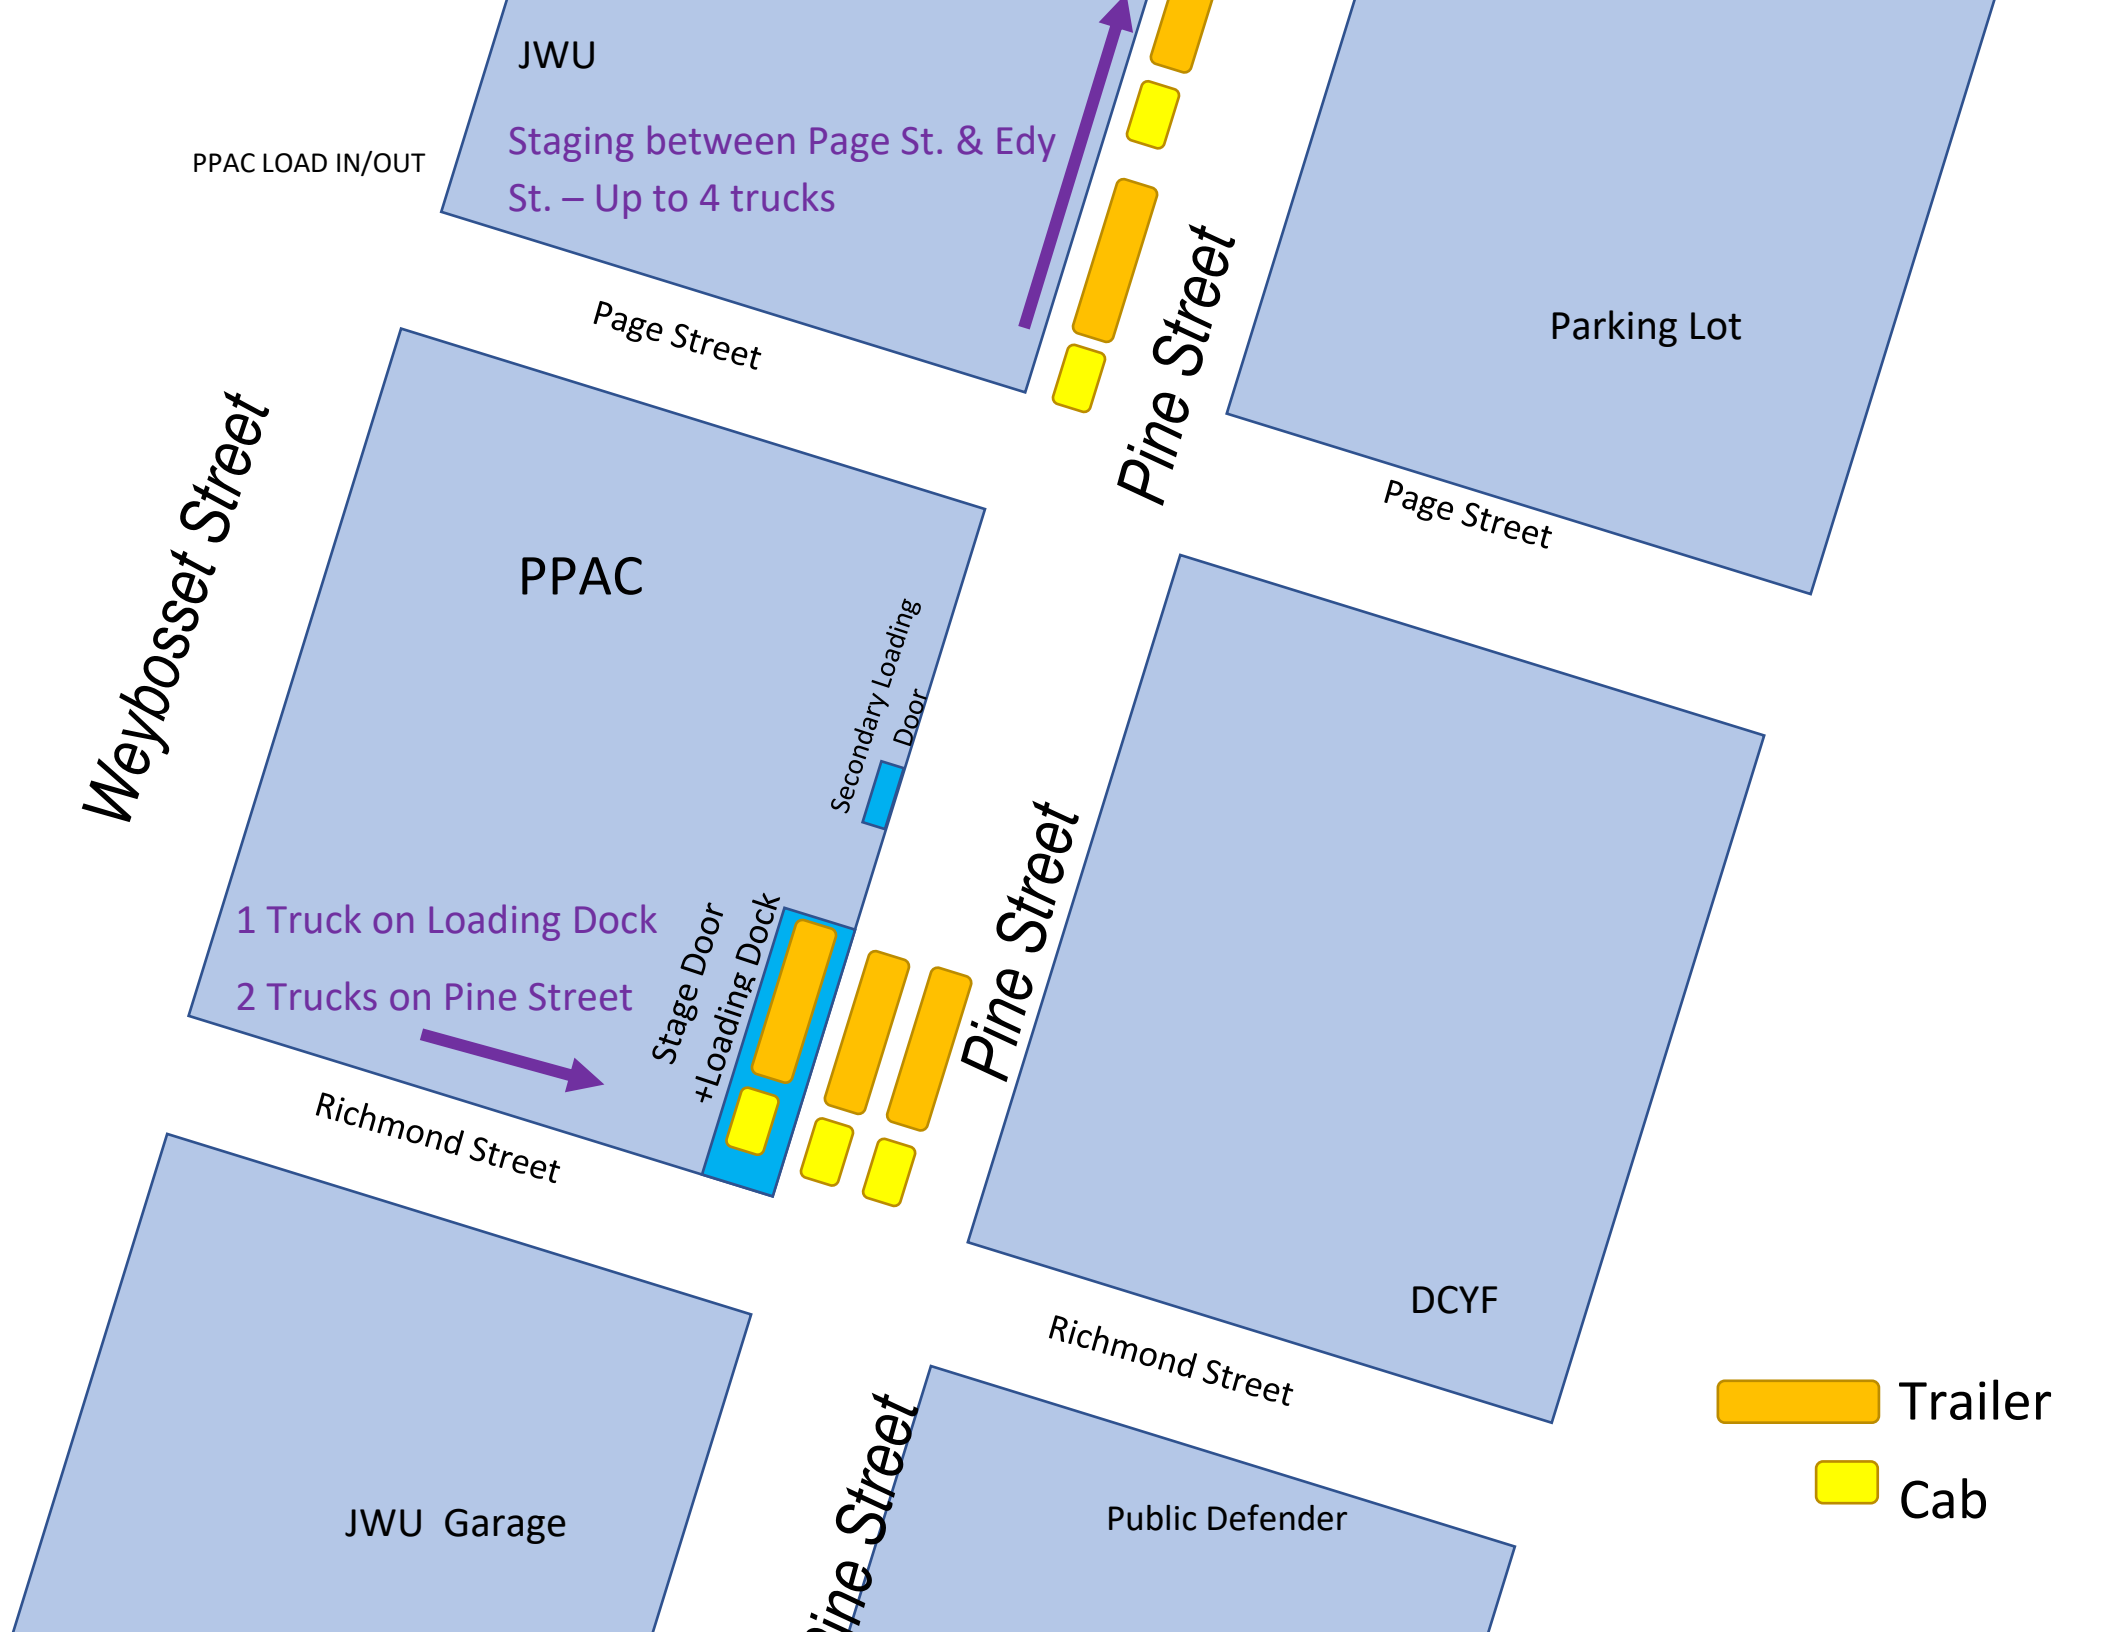 JWU
Staging between Page St. & Edy
St. – Up to 4 trucks
PPAC LOAD IN/OUT
Page Street
Pine Street
Parking Lot
Page Street
Weybosset Street
PPAC
Secondary Loading
Door
Pine Street
1 Truck on Loading Dock
2 Trucks on Pine Street
Stage Door
+Loading Dock
Richmond Street
DCYF
Richmond Street
Trailer
Cab
JWU Garage
Pine Street
Public Defender